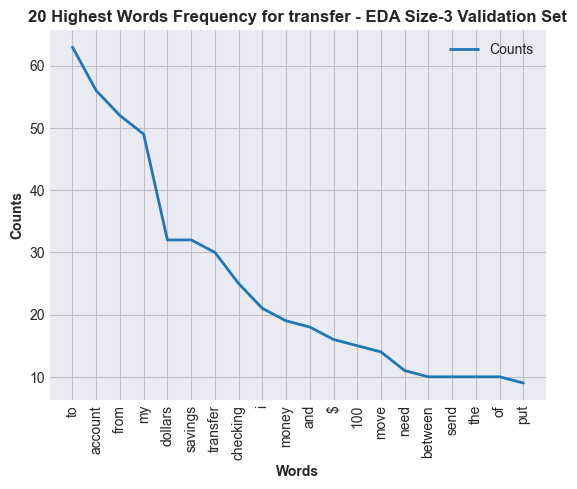 20 Highest Words Frequency for transfer - EDA Size-3 Validation Set
Counts
60
50
40
30
20
10
Counts
to
account
from
my
dollars
savings
transfer
checking
i
money
and
$
100
move
need
between
send
the
of
put
Words